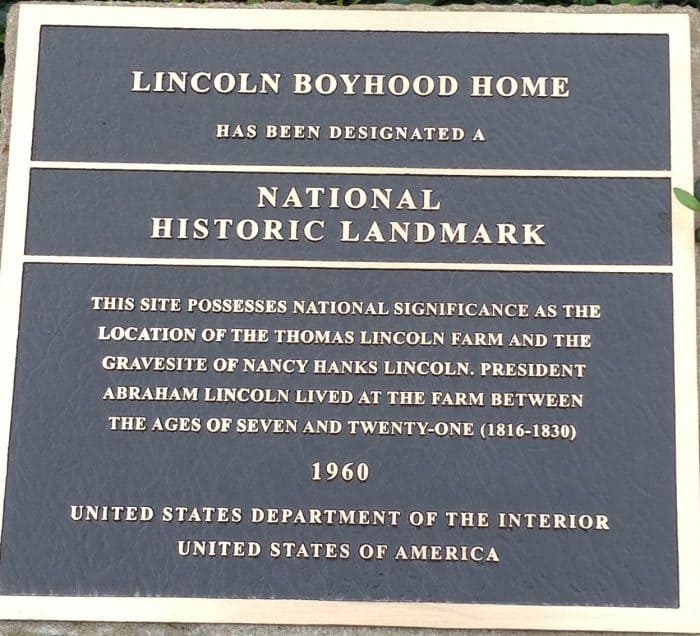 LINCOLN BOYHOOD HOME
HAS BEEN DESIGNATED A
NATIONAL
HISTORIC LANDMARK
THIS SITE POSSESSES NATIONAL SIGNIFICANCE AS THE
LOCATION OF THE THOMAS LINCOLN FARM AND THE
GRAVESITE OF NANCY HANKS LINCOLN. PRESIDENT
ABRAHAM LINCOLN LIVED AT THE FARM BETWEEN
THE AGES OF SEVEN AND TWENTY-ONE (1816-1830)
1960
UNITED STATES DEPARTMENT OF THE INTERIOR
UNITED STATES OF AMERICA